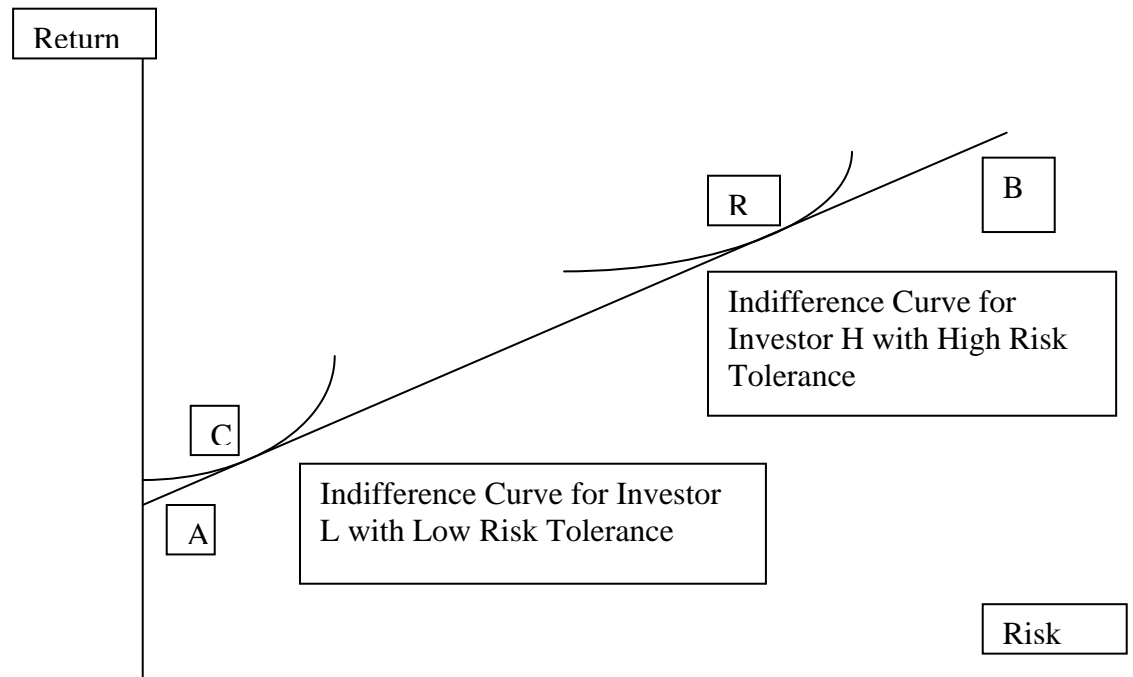 Return
B
R
Indifference Curve for
Investor H with High Risk
Tolerance
C
Indifference Curve for Investor
L with Low Risk Tolerance
A
Risk